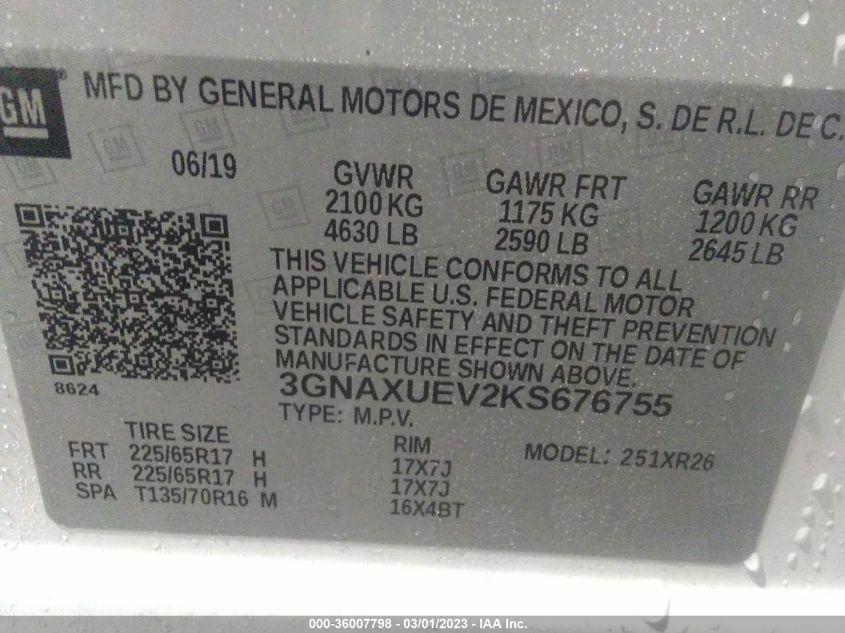 GM
MFD BY GENERAL MOTORS DE MEXICO, S. DE R.L. DE C.
06/19
GVWR
2100 KG
4630 LB
GAWR FRT
1175 KG
2590 LB
GAWR RR
1200 KG
2645 LB
THIS VEHICLE CONFORMS TO ALL
APPLICABLE U.S. FEDERAL MOTOR
VEHICLE SAFETY AND THEFT PREVENTION
STANDARDS IN EFFECT ON THE DATE OF
MANUFACTURE SHOWN ABOVE.
8624
3GNAXUEV2KS676755
TYPE: M.P.V.
TIRE SIZE
RIM
MODEL: 251XR26
FRT 225/65R17 H 17X7J
RR 225/65R17 H 17X7J
SPA T135/70R16 M 16X4BT
000-36007798 - 03/01/2023 - IAA Inc.